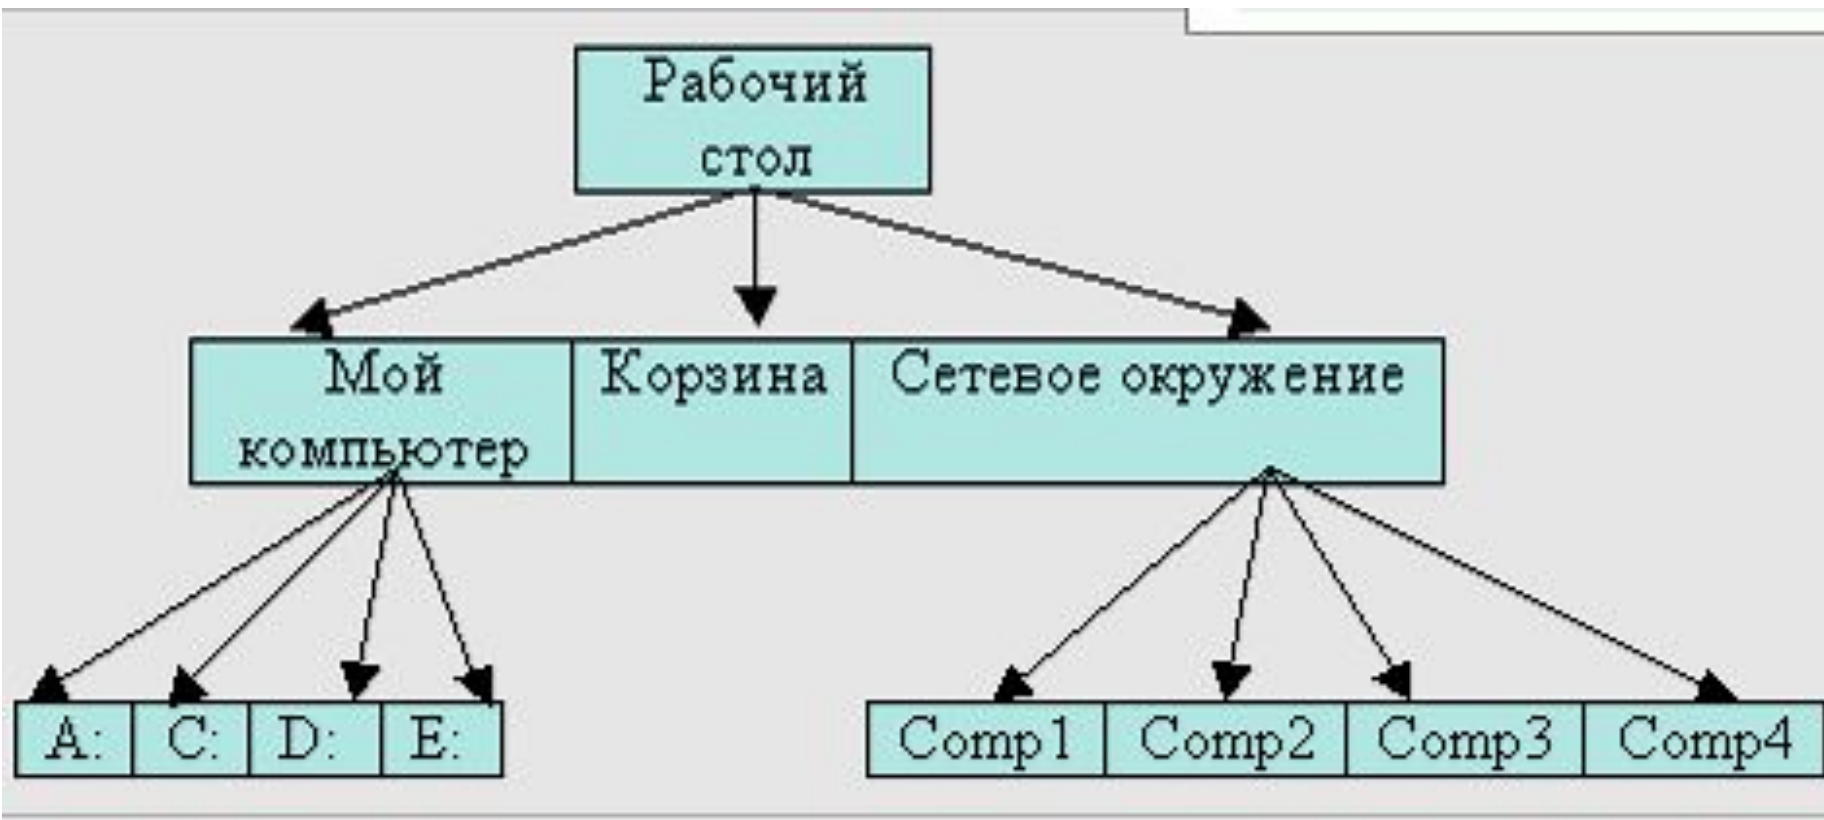 Рабочий
стол
Мой
компьютер
Корзина
Сетевое окружение
A:
C:
D:
E:
Comp1
Comp2
Comp3
Comp4